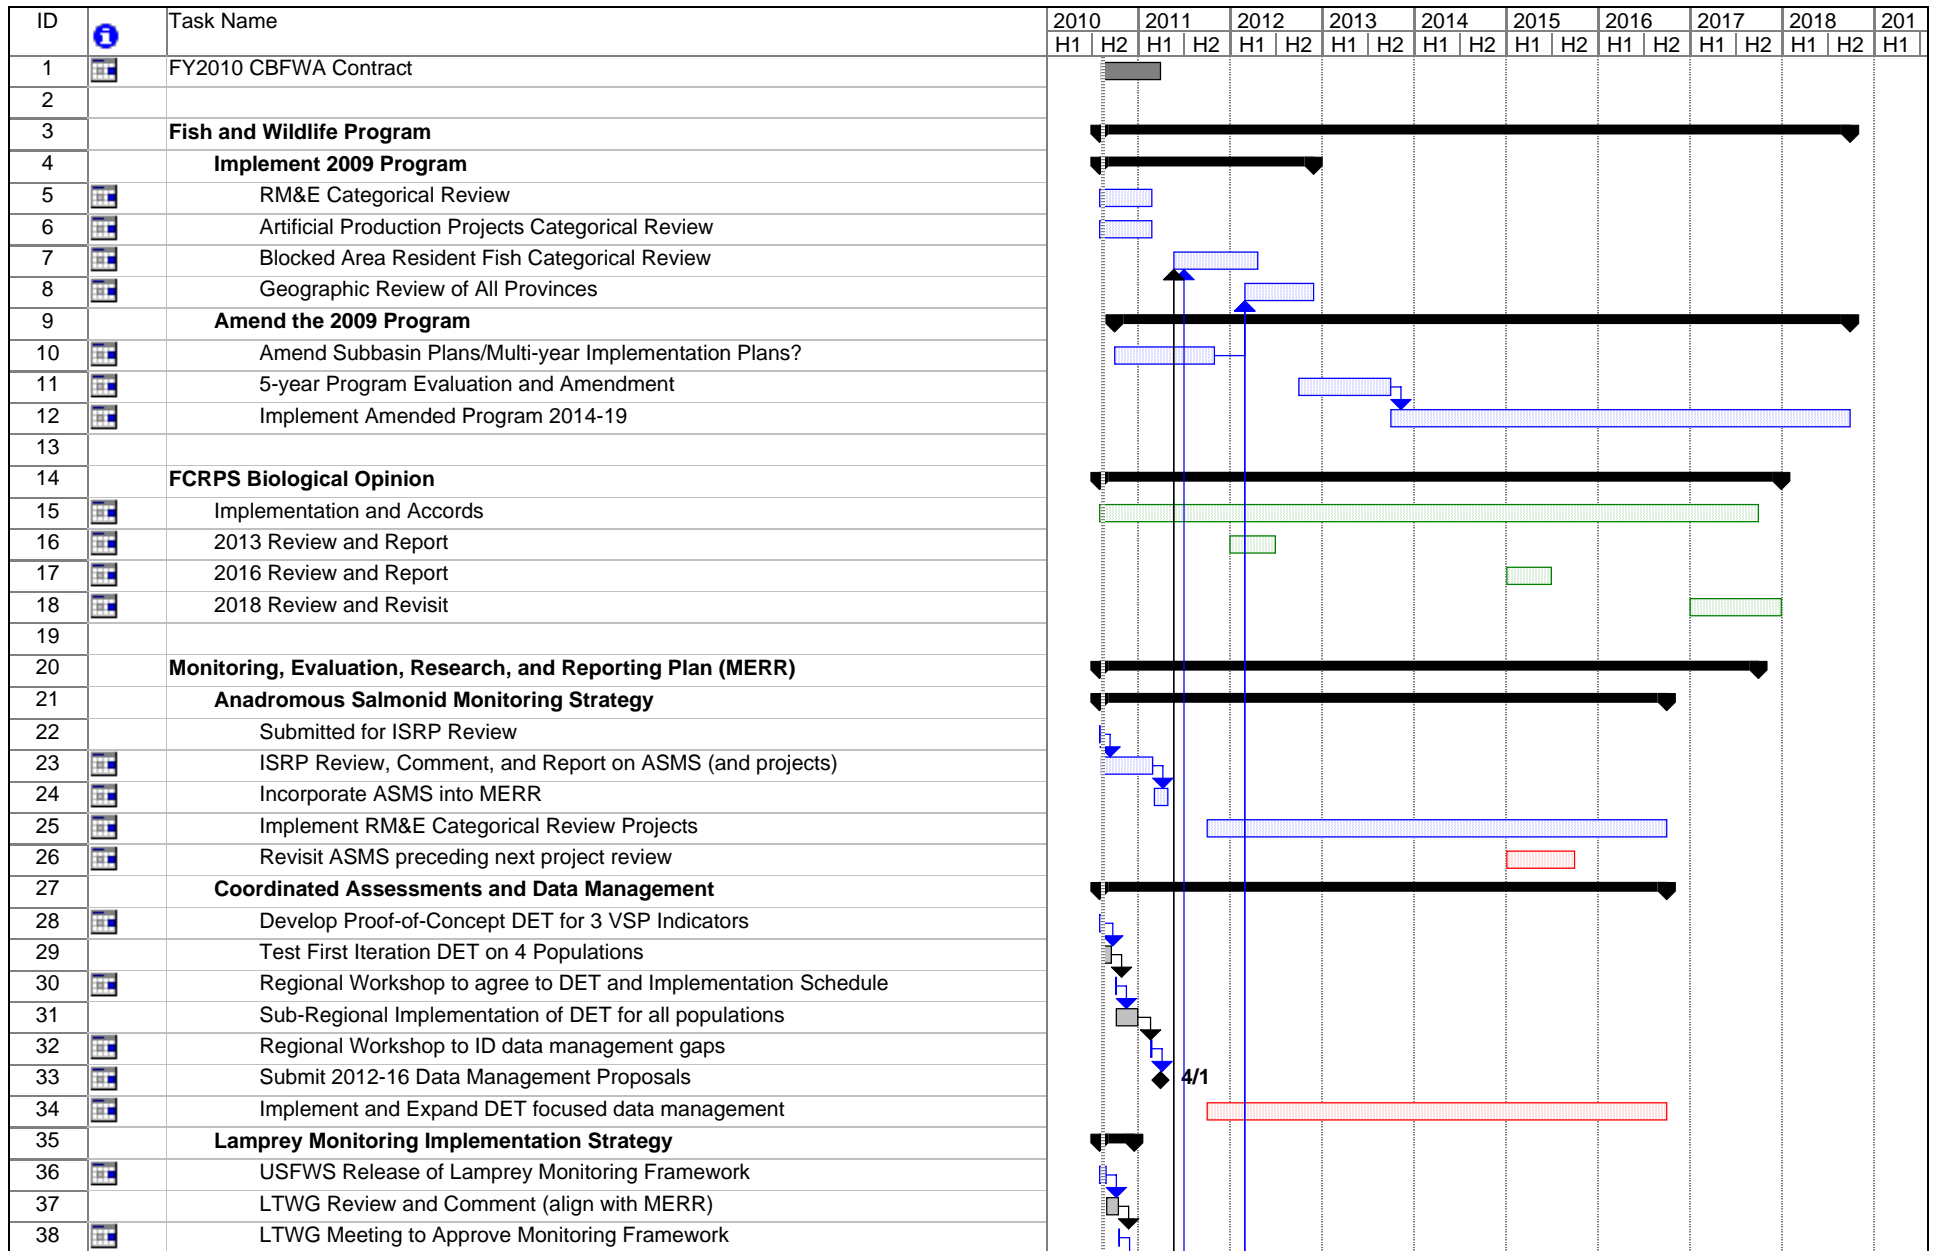 ID Task Name 2010 2011 2012 2013 2014 2015 2016 2017 2018 201
H1 H2 H1 H2 H1 H2 H1 H2 H1 H2 H1 H2 H1 H2 H1 H2 H1 H2 H1
1 FY2010 CBFWA Contract
2
3 Fish and Wildlife Program
4 Implement 2009 Program
5 RM&E Categorical Review
6 Artificial Production Projects Categorical Review
7 Blocked Area Resident Fish Categorical Review
8 Geographic Review of All Provinces
9 Amend the 2009 Program
10 Amend Subbasin Plans/Multi-year Implementation Plans?
11 5-year Program Evaluation and Amendment
12 Implement Amended Program 2014-19
13
14 FCRPS Biological Opinion
15 Implementation and Accords
16 2013 Review and Report
17 2016 Review and Report
18 2018 Review and Revisit
19
20 Monitoring, Evaluation, Research, and Reporting Plan (MERR)
21 Anadromous Salmonid Monitoring Strategy
22 Submitted for ISRP Review
23 ISRP Review, Comment, and Report on ASMS (and projects)
24 Incorporate ASMS into MERR
25 Implement RM&E Categorical Review Projects
26 Revisit ASMS preceding next project review
27 Coordinated Assessments and Data Management
28 Develop Proof-of-Concept DET for 3 VSP Indicators
29 Test First Iteration DET on 4 Populations
30 Regional Workshop to agree to DET and Implementation Schedule
31 Sub-Regional Implementation of DET for all populations
32 Regional Workshop to ID data management gaps
33 Submit 2012-16 Data Management Proposals 4/1
34 Implement and Expand DET focused data management
35 Lamprey Monitoring Implementation Strategy
36 USFWS Release of Lamprey Monitoring Framework
37 LTWG Review and Comment (align with MERR)
38 LTWG Meeting to Approve Monitoring Framework